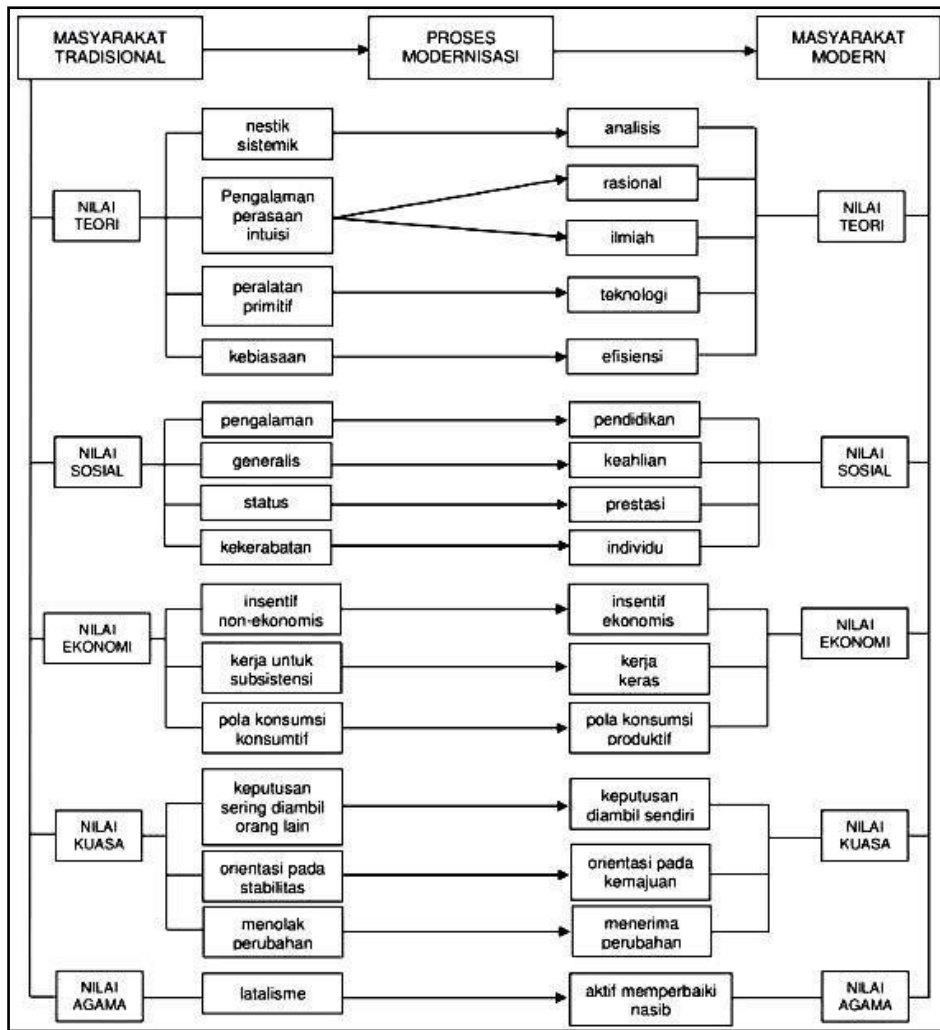 MASYARAKAT
TRADISIONAL
PROSES
MODERNISASI
MASYARAKAT
MODERN
NILAI
TEORI
nestik
sistemik
analisis
Pengalaman
perasaan
intuisi
rasional
ilmiah
peralatan
primitif
teknologi
kebiasaan
efisiensi
NILAI
TEORI
NILAI
SOSIAL
pengalaman
pendidikan
generalis
keahlian
status
prestasi
kekerabatan
individu
NILAI
SOSIAL
NILAI
EKONOMI
insentif
non-ekonomis
insentif
ekonomis
kerja untuk
subsistensi
kerja
keras
pola konsumsi
konsumtif
pola konsumsi
produktif
NILAI
EKONOMI
NILAI
KUASA
keputusan
sering diambil
orang lain
keputusan
diambil sendiri
orientasi pada
stabilitas
orientasi pada
kemajuan
menolak
perubahan
menerima
perubahan
NILAI
KUASA
NILAI
AGAMA
latalisme
aktif memperbaiki
nasib
NILAI
AGAMA